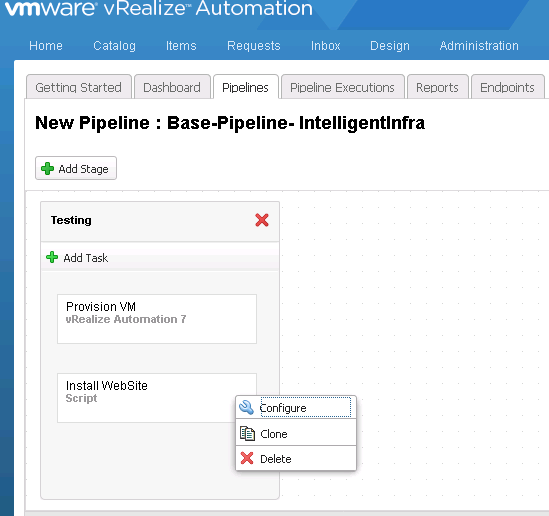 vmware® vRealize™ Automation
Home Catalog Items Requests Inbox Design Administration
Getting Started Dashboard Pipelines Pipeline Executions Reports Endpoints
New Pipeline : Base-Pipeline- IntelligentInfra
Add Stage
Testing
Add Task
Provision VM
vRealize Automation 7
Install WebSite
Script
Configure
Clone
Delete